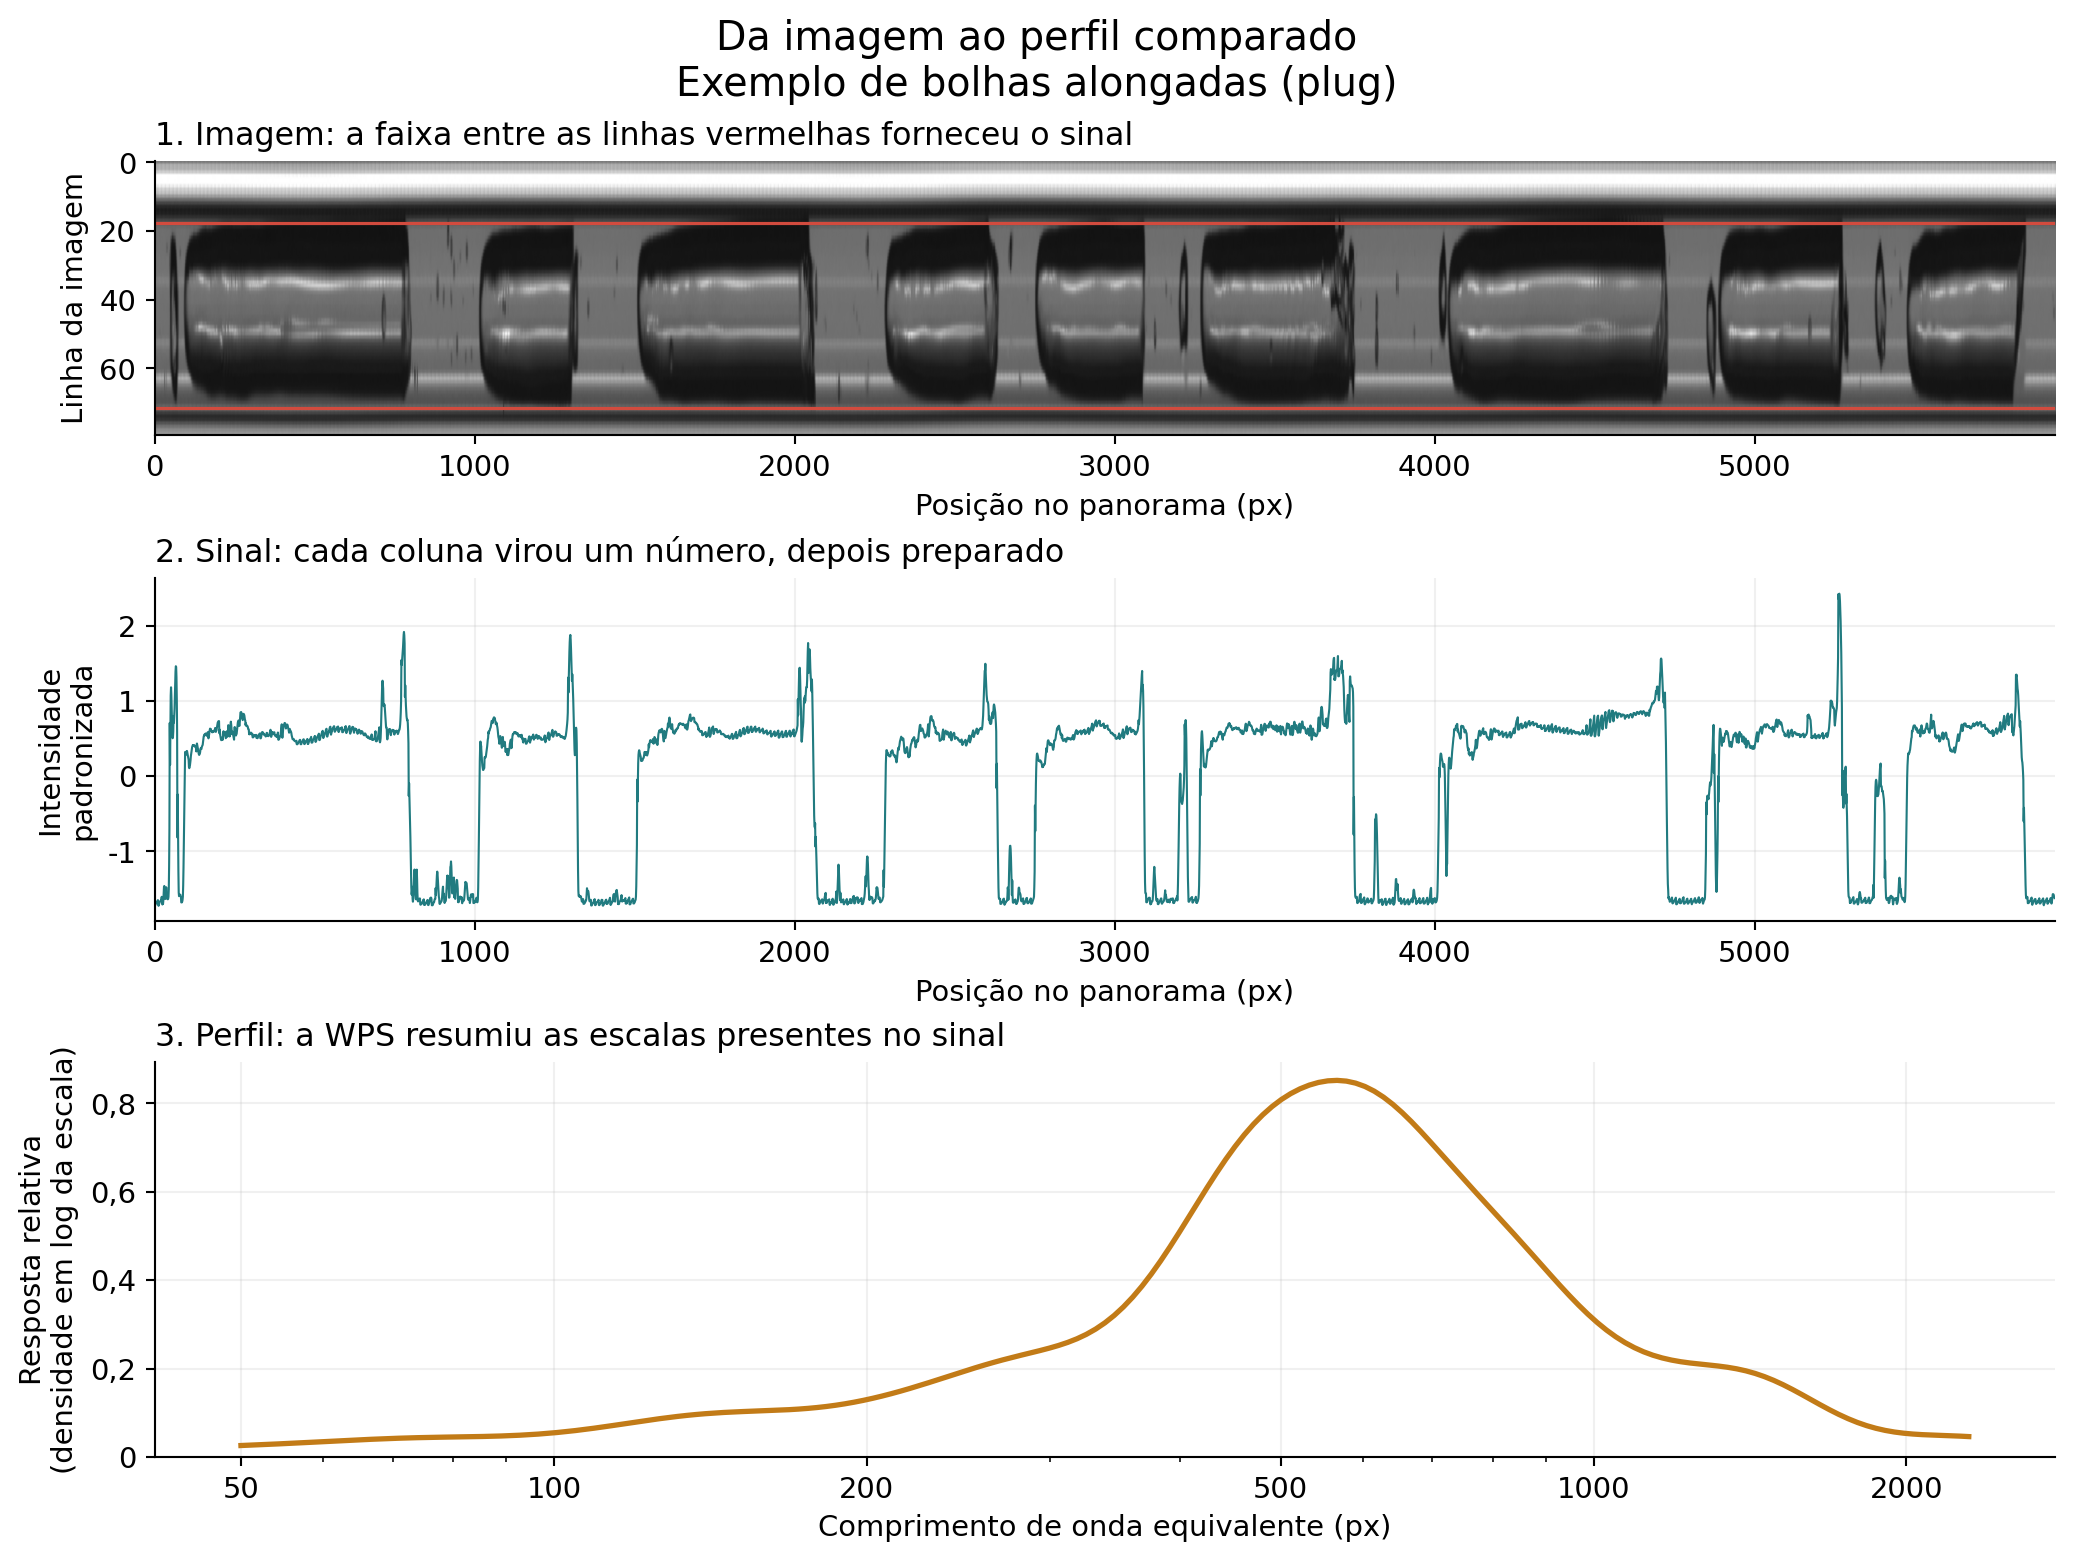 Da imagem ao perfil comparado
Exemplo de bolhas alongadas (plug)
1. Imagem: a faixa entre as linhas vermelhas forneceu o sinal
Linha da imagem
0
20
40
60
0 1000 2000 3000 4000 5000
Posição no panorama (px)
2. Sinal: cada coluna virou um número, depois preparado
Intensidade
padronizada
2
1
0
-1
0 1000 2000 3000 4000 5000
Posição no panorama (px)
3. Perfil: a WPS resumiu as escalas presentes no sinal
Resposta relativa
(densidade em log da escala)
0,8
0,6
0,4
0,2
0
50 100 200 500 1000 2000
Comprimento de onda equivalente (px)